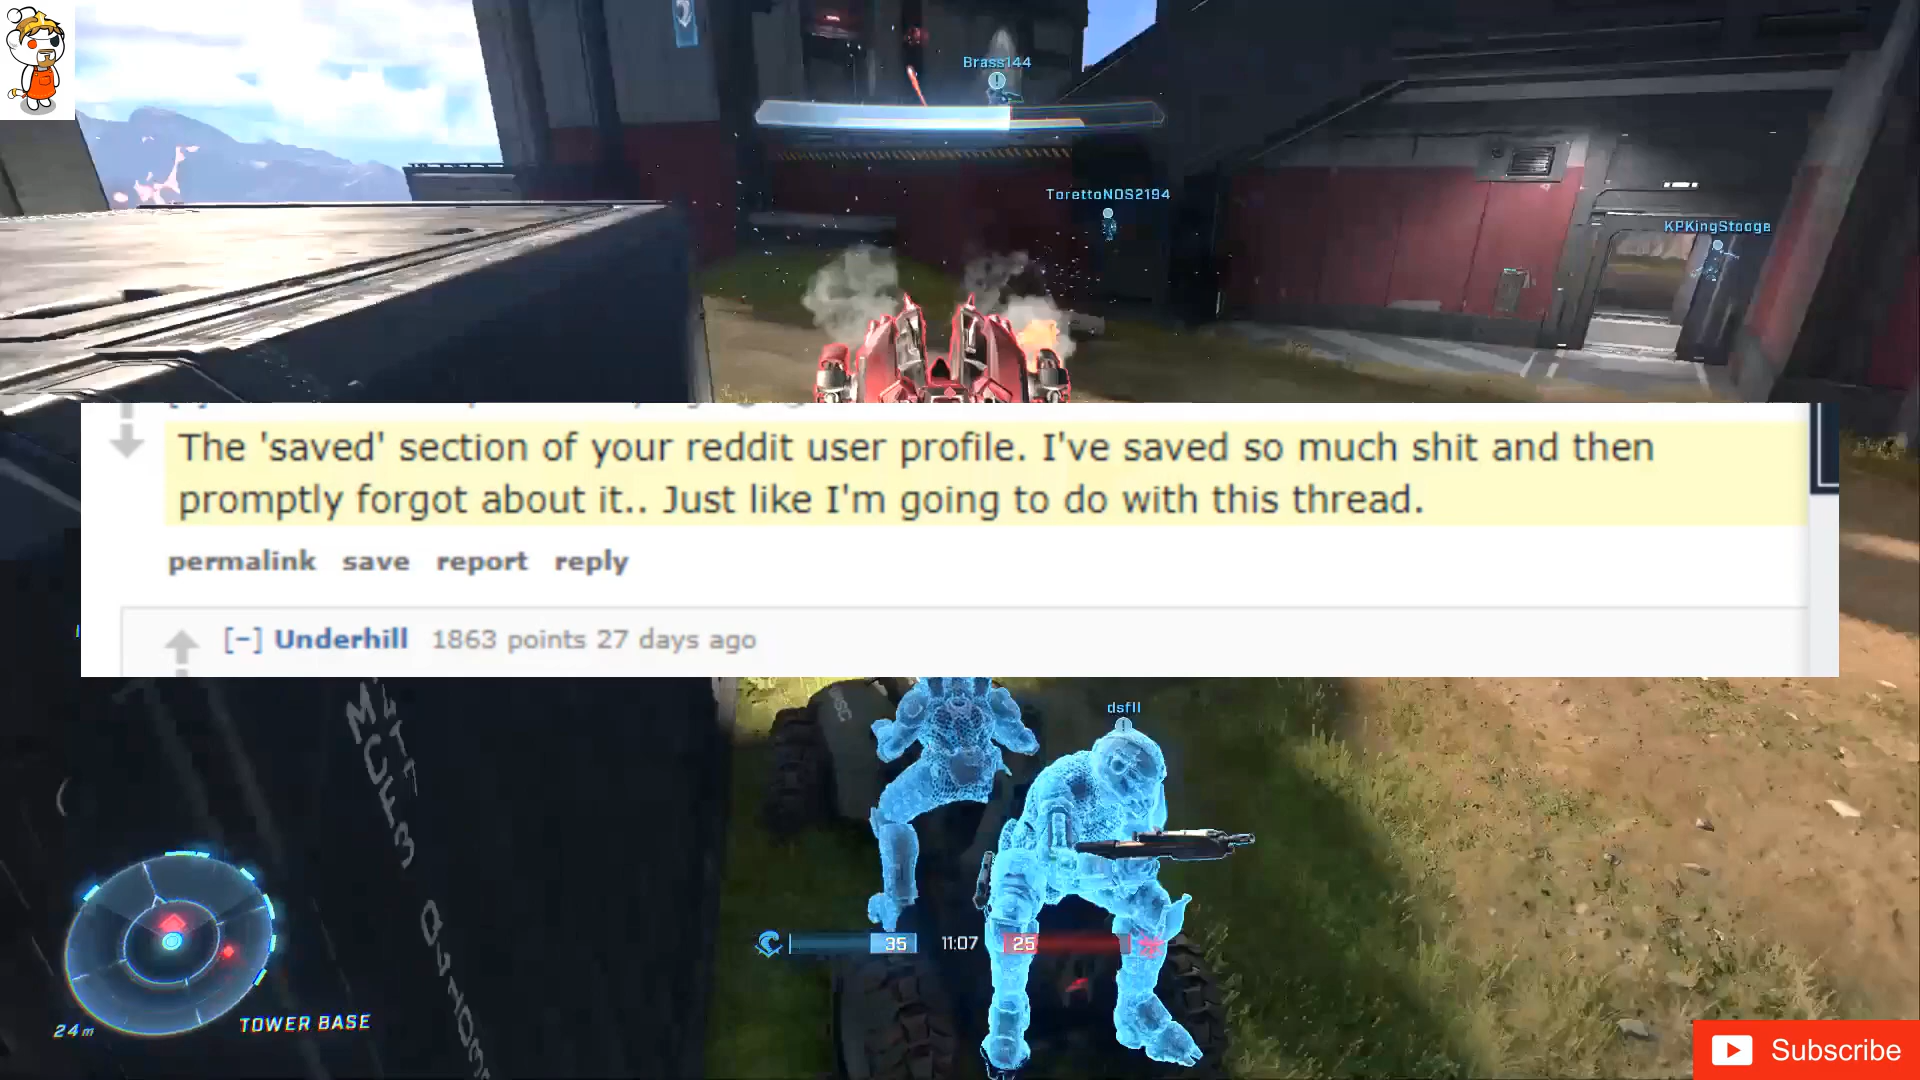 Brass144
TorettoNOS2194
KPKingStooge
The 'saved' section of your reddit user profile. I've saved so much shit and then
promptly forgot about it.. Just like I'm going to do with this thread.
permalink save report reply
[-] Underhill 1863 points 27 days ago
dsfll
35 11:07 25
24m
TOWER BASE
Subscribe